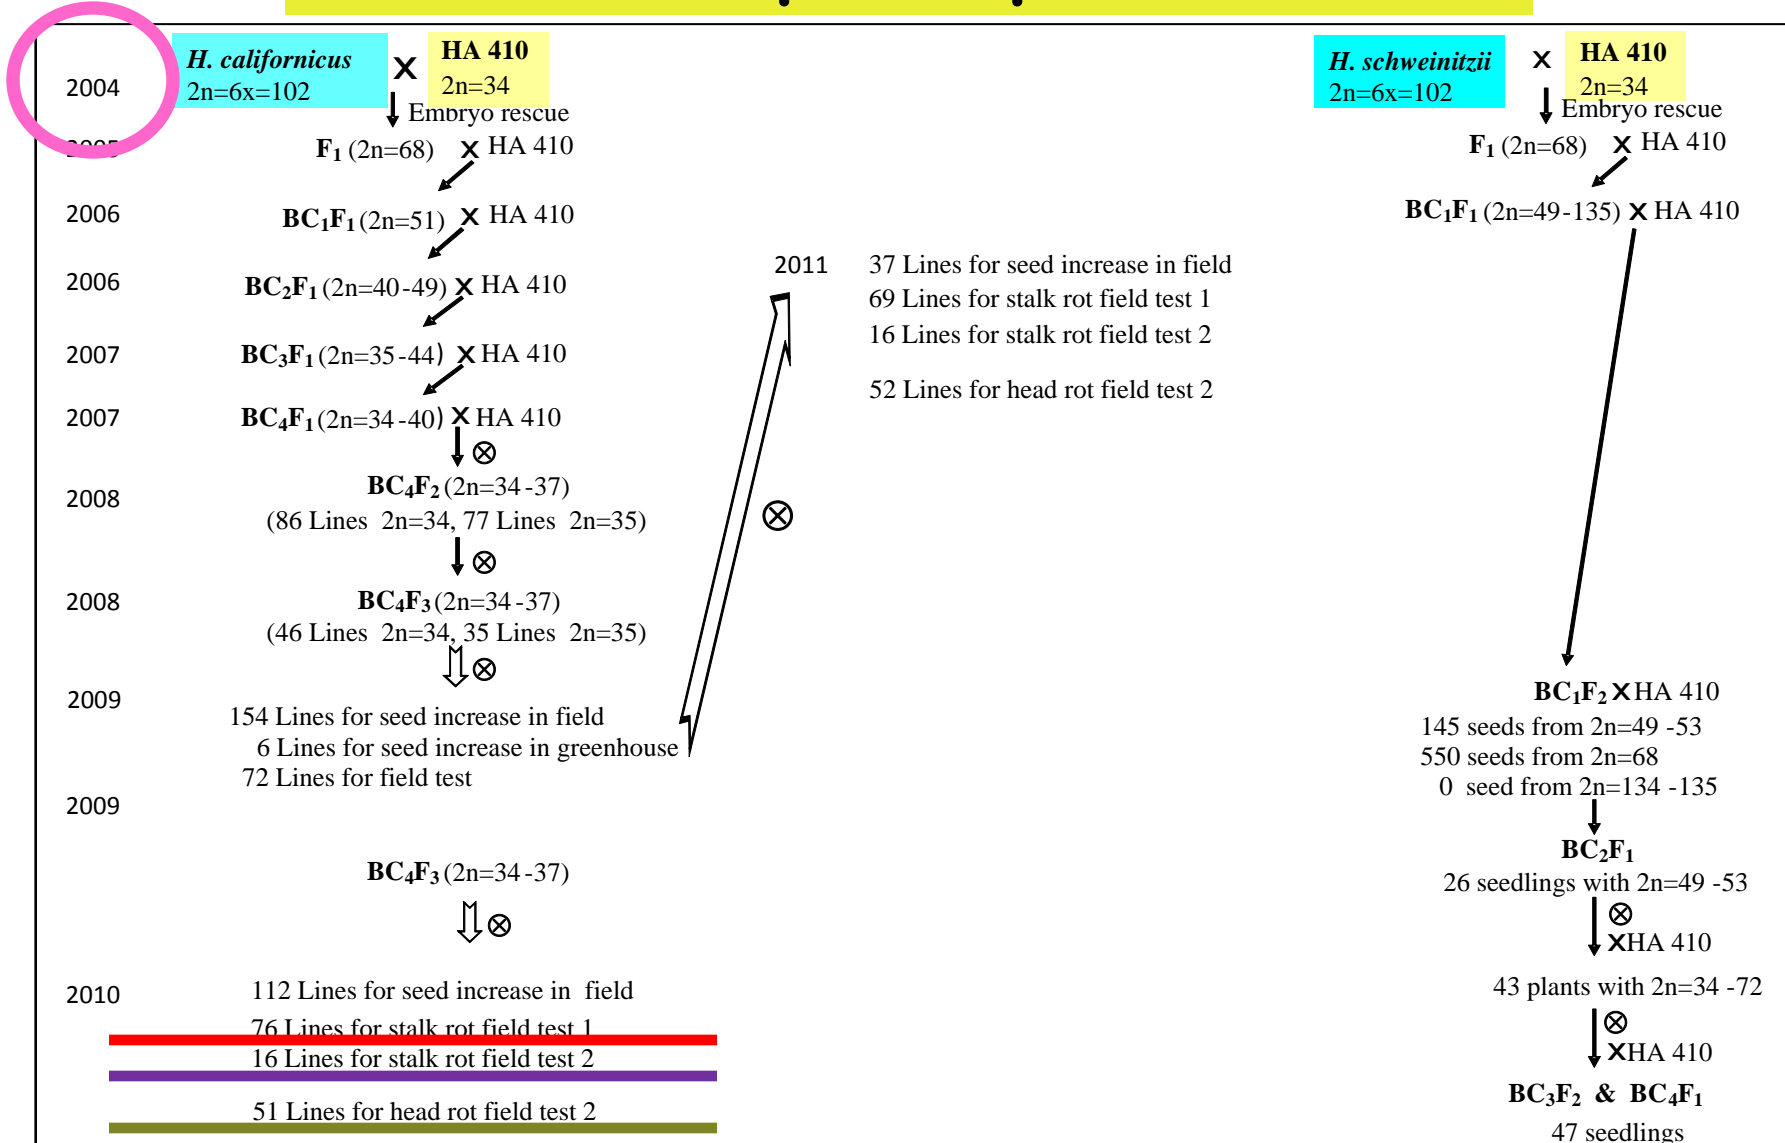 2004
H. californicus
2n=6x=102
X
HA 410
2n=34
Embryo rescue
2005
F1 (2n=68) X HA 410
2006
BC1F1 (2n=51) X HA 410
2006
BC2F1 (2n=40-49) X HA 410
2007
BC3F1 (2n=35-44) X HA 410
2007
BC4F1 (2n=34-40) X HA 410
⊗
2008
BC4F2 (2n=34-37)
(86 Lines 2n=34, 77 Lines 2n=35)
⊗
2008
BC4F3 (2n=34-37)
(46 Lines 2n=34, 35 Lines 2n=35)
⊗
2009
154 Lines for seed increase in field
6 Lines for seed increase in greenhouse
72 Lines for field test
2009
BC4F3 (2n=34-37)
⊗
2010
112 Lines for seed increase in field
76 Lines for stalk rot field test 1
16 Lines for stalk rot field test 2
51 Lines for head rot field test 2
⊗
2011
37 Lines for seed increase in field
69 Lines for stalk rot field test 1
16 Lines for stalk rot field test 2
52 Lines for head rot field test 2
H. schweinitzii
2n=6x=102
X
HA 410
2n=34
Embryo rescue
F1 (2n=68) X HA 410
BC1F1 (2n=49-135) X HA 410
BC1F2 X HA 410
145 seeds from 2n=49 -53
550 seeds from 2n=68
0 seed from 2n=134 -135
BC2F1
26 seedlings with 2n=49 -53
⊗
XHA 410
43 plants with 2n=34 -72
⊗
XHA 410
BC3F2 & BC4F1
47 seedlings